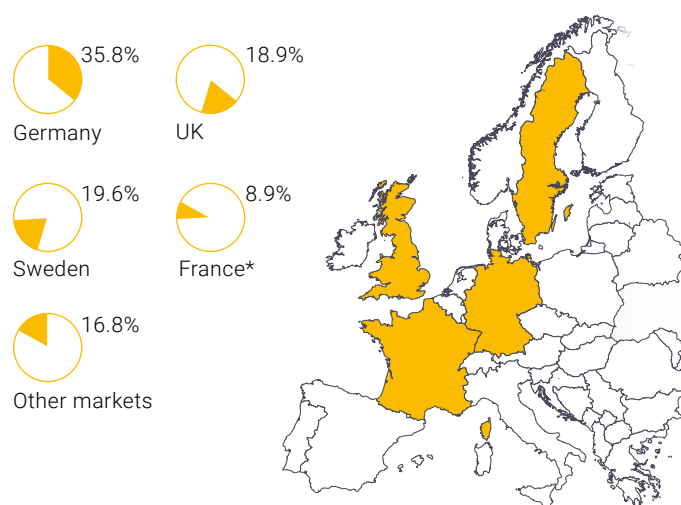 35.8%
Germany
18.9%
UK
19.6%
Sweden
8.9%
France*
16.8%
Other markets